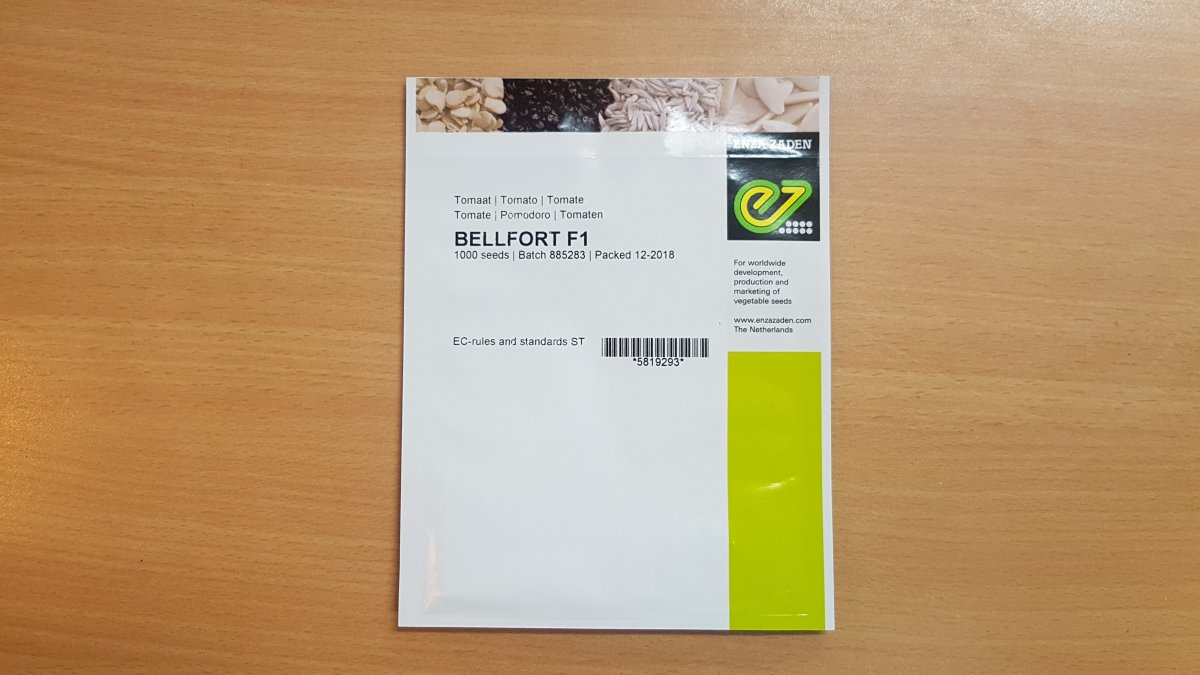 Tomaat | Tomato | Tomate
Tomate | Pomodoro | Tomaten
BELLFORT F1
1000 seeds | Batch 885283 | Packed 12-2018
EC-rules and standards ST
*5819293*
ENZA ZADEN
ez
For worldwide
development,
production and
marketing of
vegetable seeds
www.enzazaden.com
The Netherlands